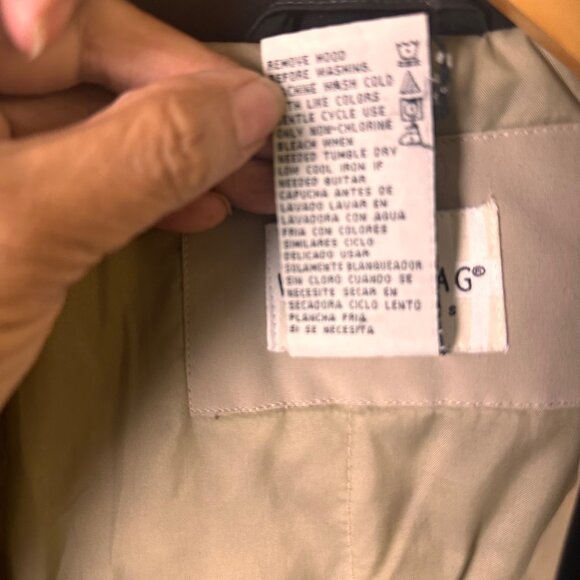 REMOVE HOOD
BEFORE WASHING.
MACHINE WASH COLD
WITH LIKE COLORS
GENTLE CYCLE USE
ONLY NON-CHLORINE
BLEACH WHEN
NEEDED TUMBLE DRY
LOW COOL IRON IF
NEEDED QUITAR
CAPUCHA ANTES DE
LAVADO LAVAR EN
LAVADORA CON AGUA
FRIA CON COLORES
SIMILARES CICLO
DELICADO USAR
SOLAMENTE BLANQUEADOR
SIN CLORO CUANDO SE
NECESITE SECAR EN
SECADORA CICLO LENTO
PLANCHA FRIA
SI SE NECESITA
AG®
S